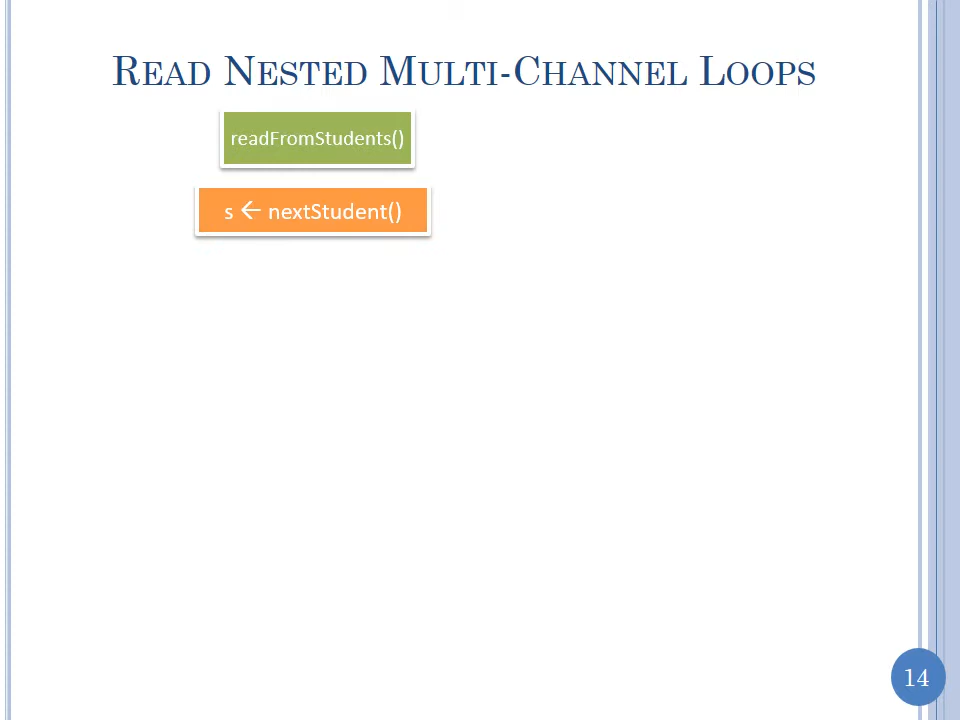 READ NESTED MULTI-CHANNEL LOOPS
readFromStudents()
s ← nextStudent()
14